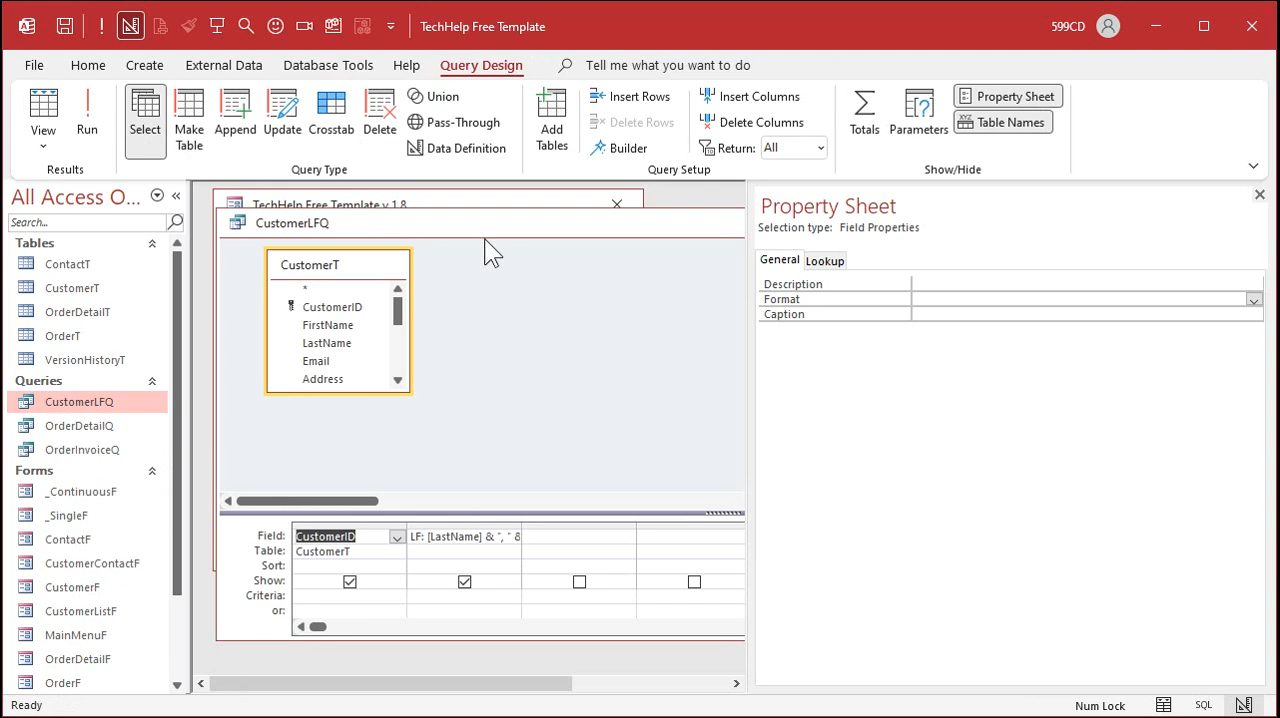 TechHelp Free Template
599CD
File Home Create External Data Database Tools Help Query Design Tell me what you want to do
View
Run
Select
Make Table
Append
Update
Crosstab
Delete
Union
Pass-Through
Data Definition
Add Tables
Insert Rows
Delete Rows
Builder
Insert Columns
Delete Columns
Return: All
Totals
Parameters
Property Sheet
XYZ Table Names
Results
Query Type
Query Setup
Show/Hide
All Access O...
Search...
Tables
ContactT
CustomerT
OrderDetailT
OrderT
VersionHistoryT
Queries
CustomerLFQ
OrderDetailQ
OrderInvoiceQ
Forms
_ContinuousF
_SingleF
ContactF
CustomerContactF
CustomerF
CustomerListF
MainMenuF
OrderDetailF
OrderF
TechHelp Free Template v 1.8
CustomerLFQ
CustomerT
*
CustomerID
FirstName
LastName
Email
Address
Field: CustomerID LF: [LastName] & ", " &
Table: CustomerT
Sort:
Show:
Criteria:
or:
Property Sheet
Selection type: Field Properties
General Lookup
Description
Format
Caption
Ready
Num Lock
SQL